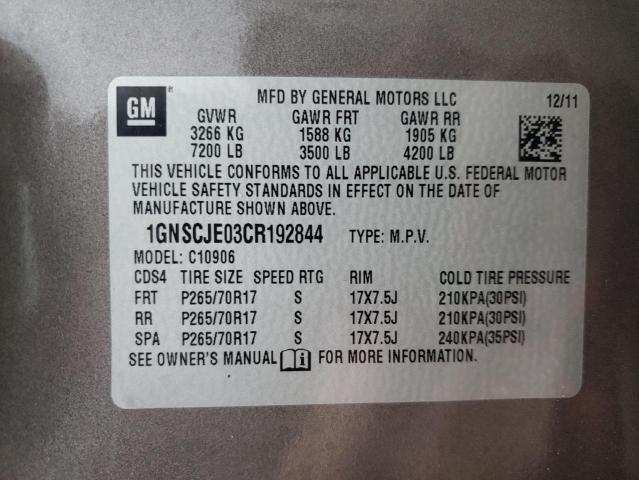 GM
MFD BY GENERAL MOTORS LLC 12/11
GVWR GAWR FRT GAWR RR
3266 KG 1588 KG 1905 KG
7200 LB 3500 LB 4200 LB
THIS VEHICLE CONFORMS TO ALL APPLICABLE U.S. FEDERAL MOTOR
VEHICLE SAFETY STANDARDS IN EFFECT ON THE DATE OF
MANUFACTURE SHOWN ABOVE.
1GNSCJE03CR192844 TYPE: M.P.V.
MODEL: C10906
CDS4 TIRE SIZE SPEED RTG RIM COLD TIRE PRESSURE
FRT P265/70R17 S 17X7.5J 210KPA(30PSI)
RR P265/70R17 S 17X7.5J 210KPA(30PSI)
SPA P265/70R17 S 17X7.5J 240KPA(35PSI)
SEE OWNER'S MANUAL i FOR MORE INFORMATION.